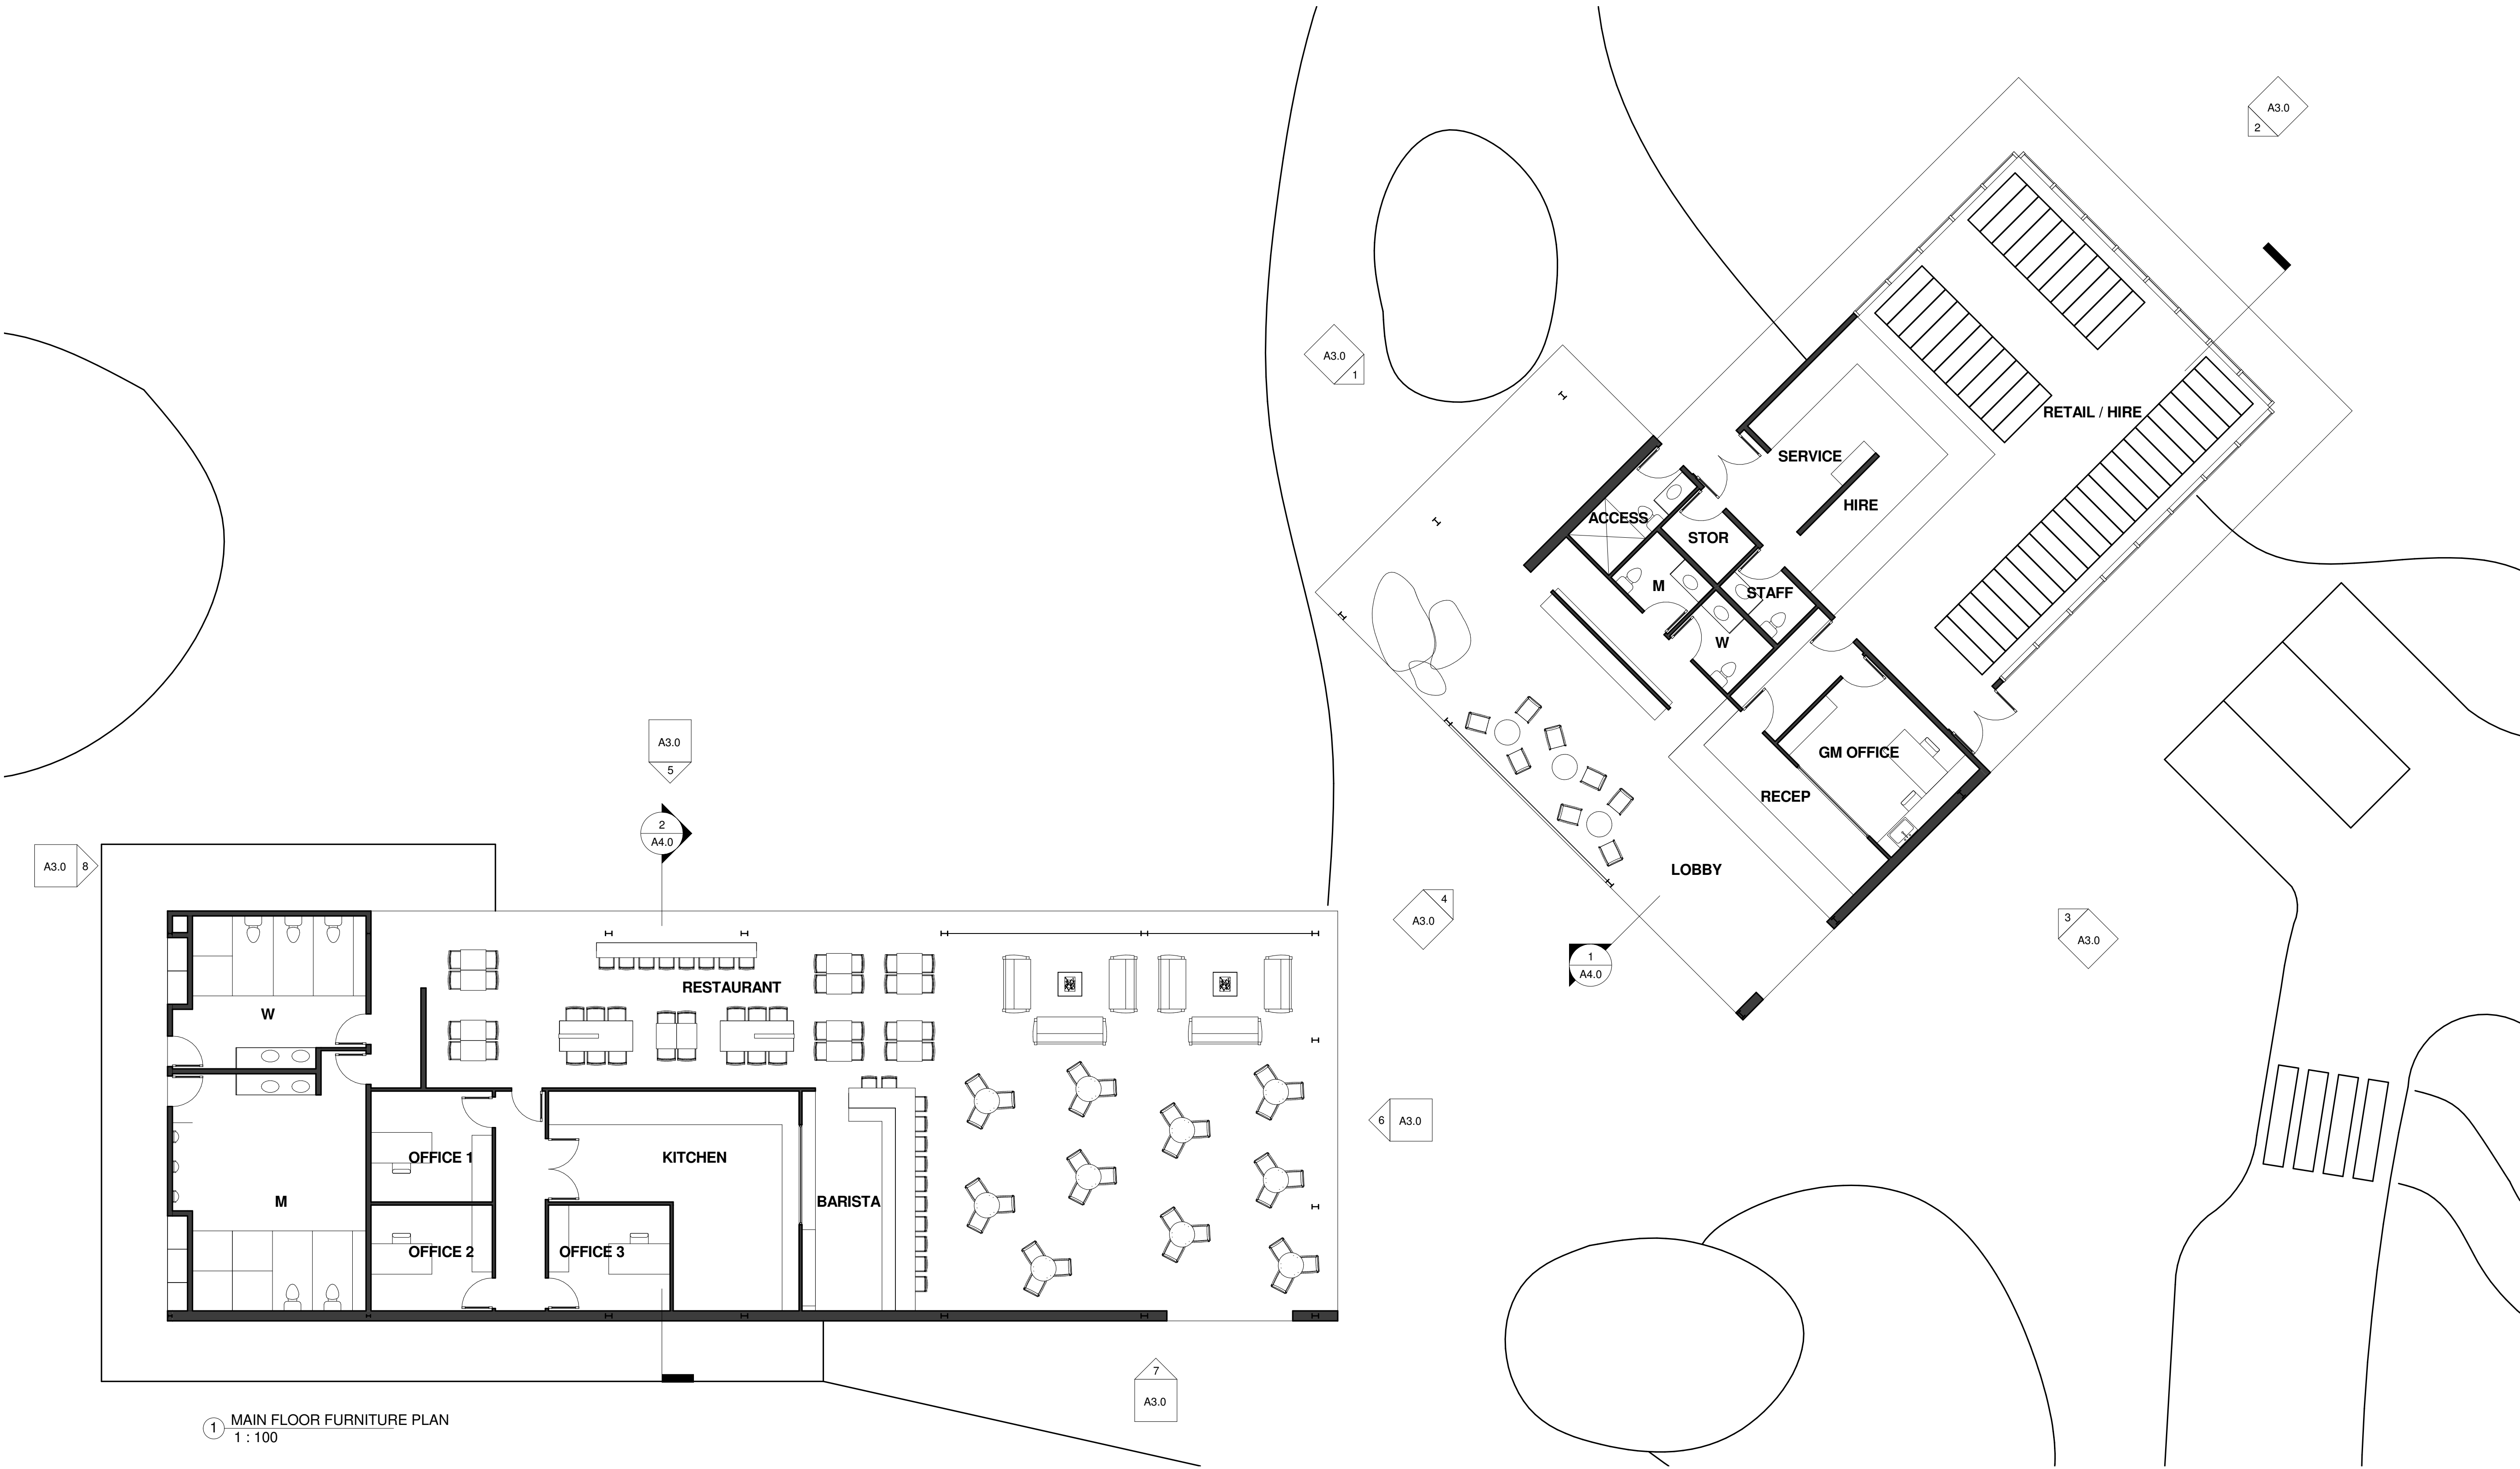 A3.0
2
A3.0
1
RETAIL / HIRE
SERVICE
HIRE
ACCESS
STOR
M
STAFF
W
GM OFFICE
RECEP
LOBBY
A3.0
5
2
A4.0
A3.0
8
4
A3.0
3
A3.0
1
A4.0
RESTAURANT
W
6
A3.0
OFFICE 1
KITCHEN
M
BARISTA
OFFICE 2
OFFICE 3
7
A3.0
1
MAIN FLOOR FURNITURE PLAN
1 : 100